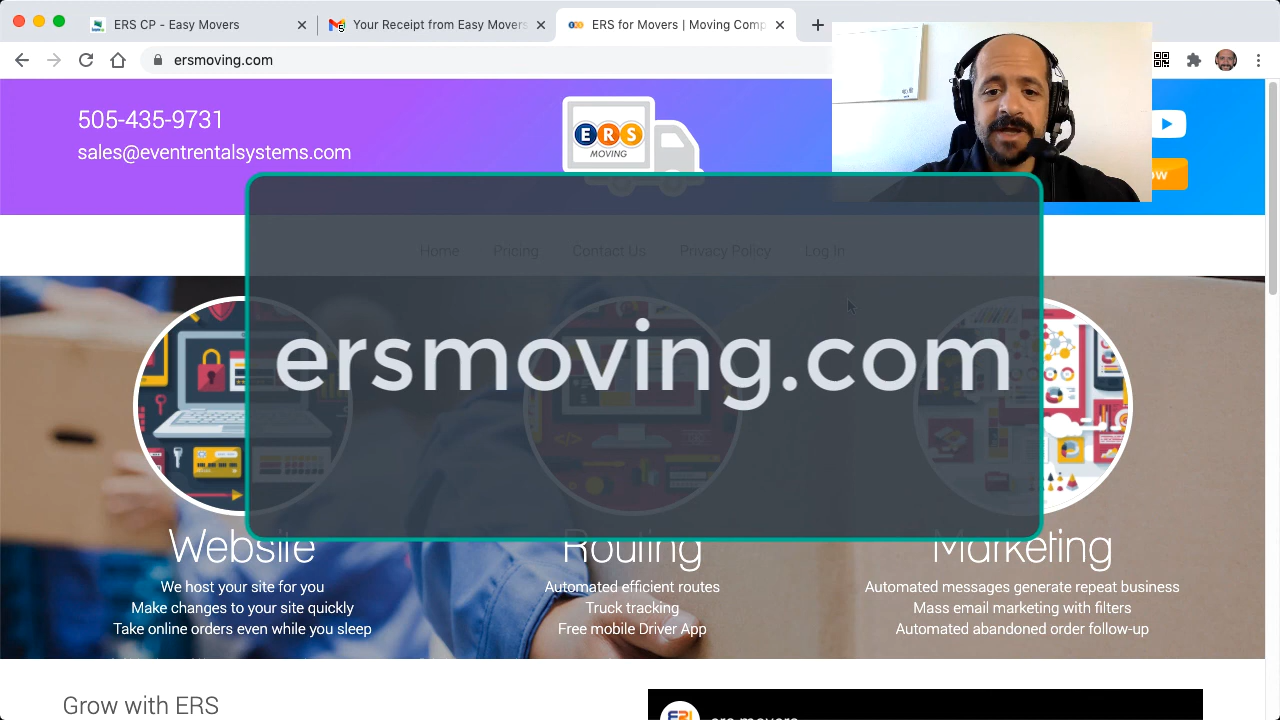 ERS CP - Easy Movers
Your Receipt from Easy Movers
ERS for Movers | Moving Comp
ersmoving.com
505-435-9731
sales@eventrentalsystems.com
ERS
MOVING
Home Pricing Contact Us Privacy Policy Log In
ersmoving.com
Website
We host your site for you
Make changes to your site quickly
Take online orders even while you sleep
Routing
Automated efficient routes
Truck tracking
Free mobile Driver App
Marketing
Automated messages generate repeat business
Mass email marketing with filters
Automated abandoned order follow-up
Grow with ERS